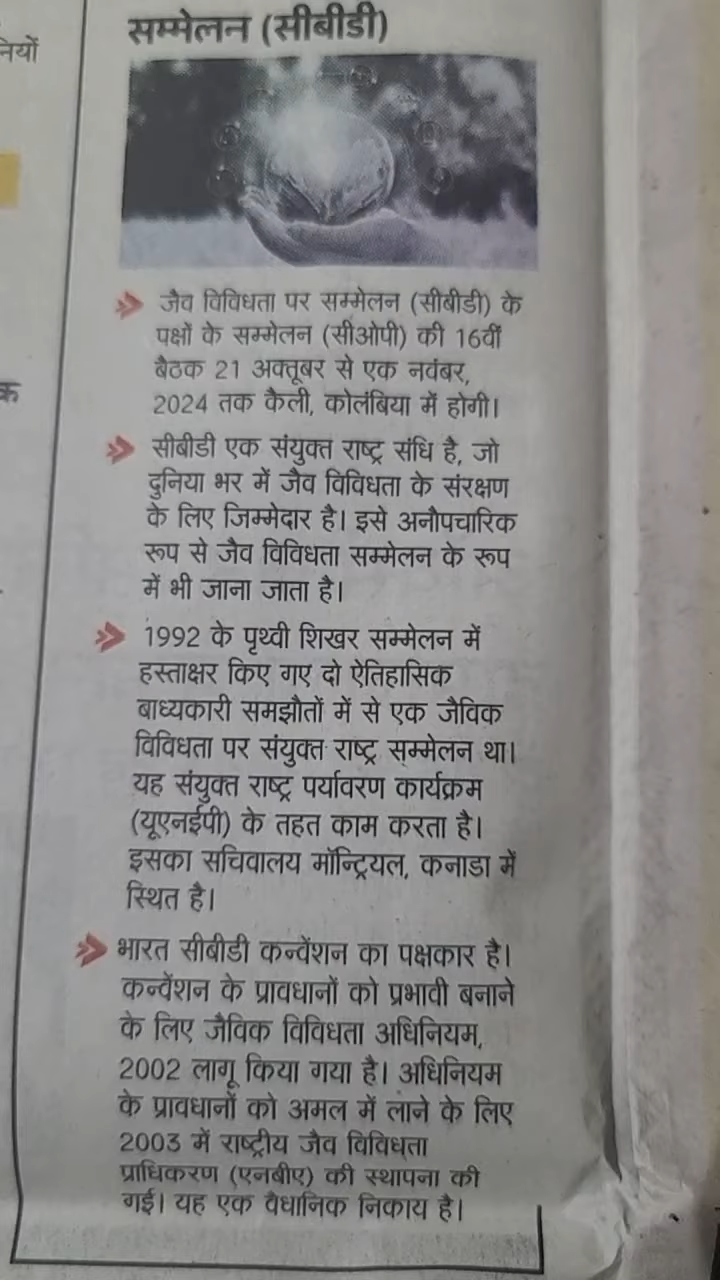 सम्मेलन (सीबीडी)
नियों
क
जैव विविधता पर सम्मेलन (सीबीडी) के
पक्षों के सम्मेलन (सीओपी) की 16वीं
बैठक 21 अक्तूबर से एक नवंबर,
2024 तक कैली, कोलंबिया में होगी।
सीबीडी एक संयुक्त राष्ट्र संधि है, जो
दुनिया भर में जैव विविधता के संरक्षण
के लिए जिम्मेदार है। इसे अनौपचारिक
रूप से जैव विविधता सम्मेलन के रूप
में भी जाना जाता है।
1992 के पृथ्वी शिखर सम्मेलन में
हस्ताक्षर किए गए दो ऐतिहासिक
बाध्यकारी समझौतों में से एक जैविक
विविधता पर संयुक्त राष्ट्र सम्मेलन था।
यह संयुक्त राष्ट्र पर्यावरण कार्यक्रम
(यूएनईपी) के तहत काम करता है।
इसका सचिवालय मॉन्ट्रियल, कनाडा में
स्थित है।
भारत सीबीडी कन्वेंशन का पक्षकार है।
कन्वेंशन के प्रावधानों को प्रभावी बनाने
के लिए जैविक विविधता अधिनियम,
2002 लागू किया गया है। अधिनियम
के प्रावधानों को अमल में लाने के लिए
2003 में राष्ट्रीय जैव विविधता
प्राधिकरण (एनबीए) की स्थापना की
गई। यह एक वैधानिक निकाय है।